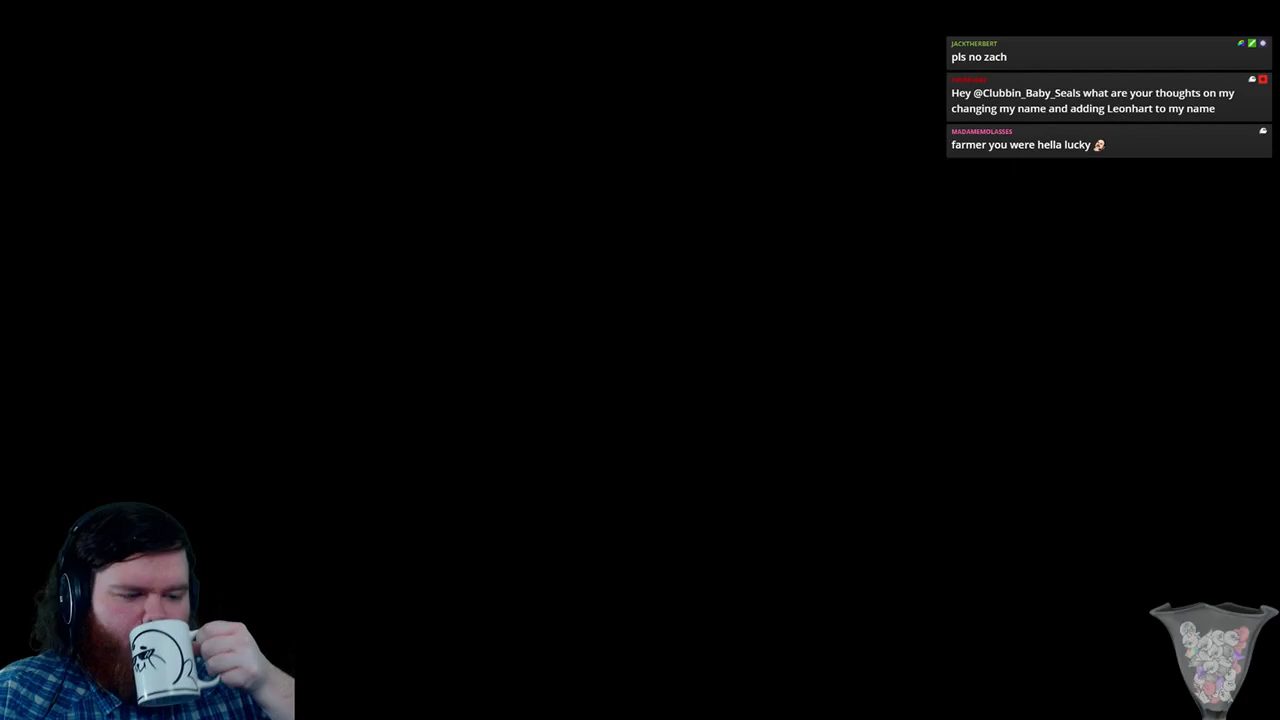 JACKTHERBERT
pls no zach
Hey @Clubbin_Baby_Seals what are your thoughts on my
changing my name and adding Leonhart to my name
MADAMEMOLASSES
farmer you were hella lucky